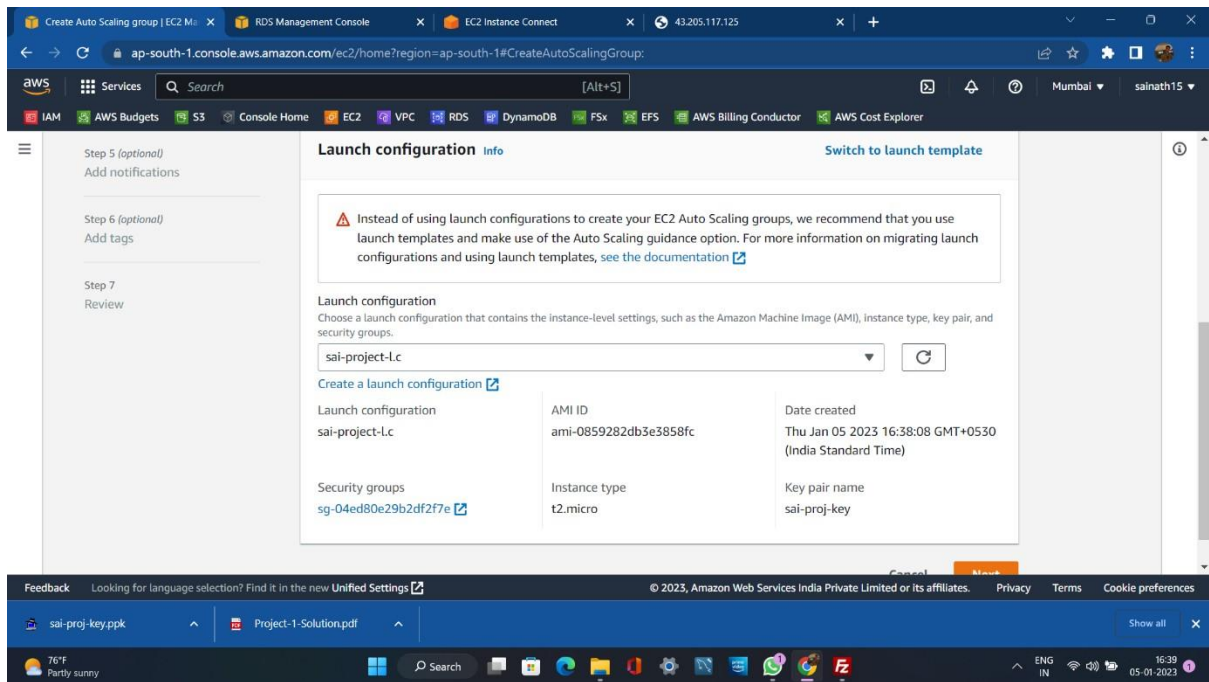 Create Auto Scaling group | EC2 Ma
RDS Management Console
EC2 Instance Connect
43.205.117.125
ap-south-1.console.aws.amazon.com/ec2/home?region=ap-south-1#CreateAutoScalingGroup:
aws
Services
Search
[Alt+S]
Mumbai
sainath15
IAM
AWS Budgets
S3
Console Home
EC2
VPC
RDS
DynamoDB
FSx
EFS
AWS Billing Conductor
AWS Cost Explorer
Step 5 (optional)
Add notifications
Step 6 (optional)
Add tags
Step 7
Review
Launch configuration Info
Switch to launch template
Instead of using launch configurations to create your EC2 Auto Scaling groups, we recommend that you use
launch templates and make use of the Auto Scaling guidance option. For more information on migrating launch
configurations and using launch templates, see the documentation
Launch configuration
Choose a launch configuration that contains the instance-level settings, such as the Amazon Machine Image (AMI), instance type, key pair, and
security groups.
sai-project-l.c
Create a launch configuration
Launch configuration
sai-project-l.c
AMI ID
ami-0859282db3e3858fc
Date created
Thu Jan 05 2023 16:38:08 GMT+0530
(India Standard Time)
Security groups
sg-04ed80e29b2df2f7e
Instance type
t2.micro
Key pair name
sai-proj-key
Cancel
Next
Feedback
Looking for language selection? Find it in the new Unified Settings
© 2023, Amazon Web Services India Private Limited or its affiliates.
Privacy
Terms
Cookie preferences
sai-proj-key.ppk
Project-1-Solution.pdf
Show all
76°F
Partly sunny
Search
ENG
IN
16:39
05-01-2023
1